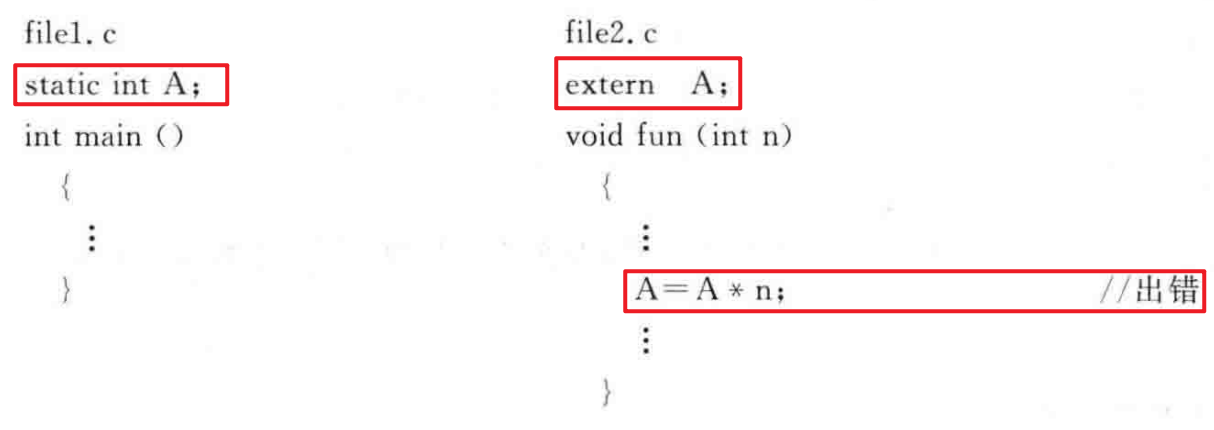 file1.c
static int A;
int main ()
{
⋮
}
file2.c
extern A;
void fun (int n)
{
⋮
A=A * n; //出错
⋮
}